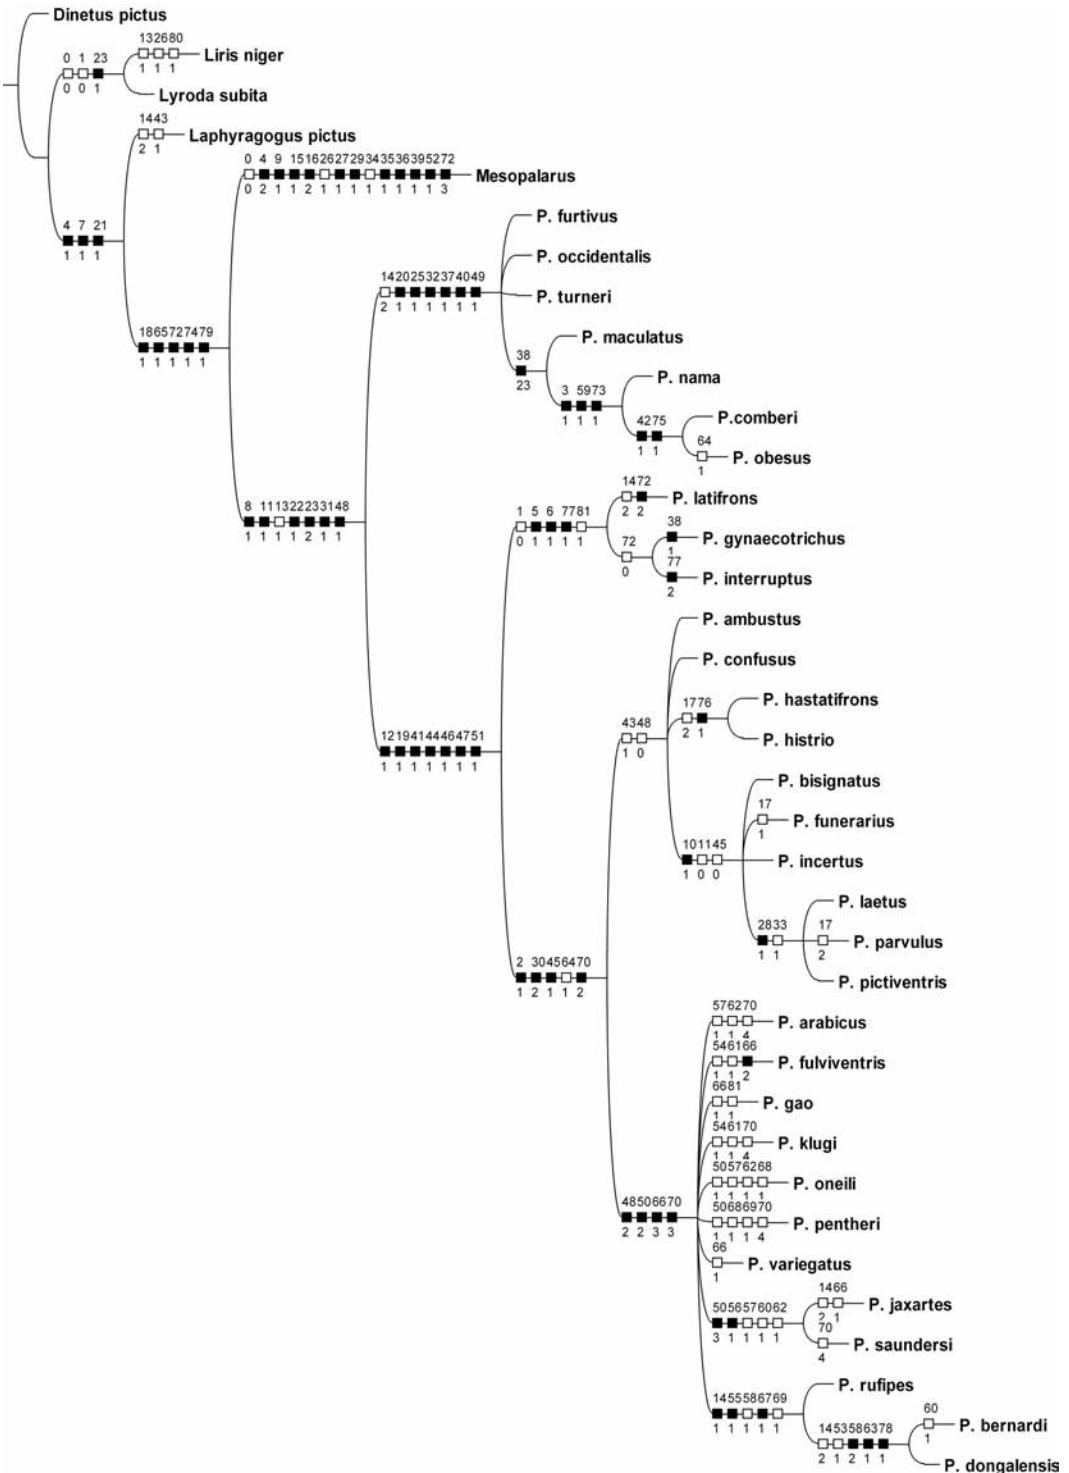 Dinetus pictus
132680
0 1 23
Liris niger
1 1 1
0 0 1
Lyroda subita
1443
Laphyragogus pictus
2 1
0 4 9 1516262729343536395272
Mesopalarus
0 2 1 1 2 1 1 1 1 1 1 1 1 3
P. furtivus
4 7 21
1 1 1
P. occidentalis
14202532374049
P. turneri
2 1 1 1 1 1 1
1865727479
P. maculatus
1 1 1 1 1
38
23
P. nama
3 5973
1 1 1
P.comberi
4275
1 1
64
P. obesus
1
1472
P. latifrons
2 2
8 111322233148
1 5 6 7781
1 1 1 1 2 1 1
0 1 1 1 1
38
P. gynaecotrichus
1
72
0
77
P. interruptus
2
P. ambustus
P. confusus
P. hastatifrons
1776
2 1
4348
1 0
P. histrio
12194144464751
1 1 1 1 1 1 1
P. bisignatus
17
P. funerarius
1
101145
P. incertus
1 0 0
P. laetus
2833
1 1
17
P. parvulus
2
2 30456470
1 2 1 1 2
P. pictiventris
576270
P. arabicus
1 1 4
546166
P. fulviventris
1 1 2
6681
P. gao
1 1
546170
P. klugi
1 1 4
50576268
P. oneili
1 1 1 1
48506670
2 2 3 3
50686970
P. pentheri
1 1 1 4
66
P. variegatus
1
1466
P. jaxartes
2 1
5056576062
3 1 1 1 1
70
P. saundersi
4
P. rufipes
1455586769
1 1 1 1 1
60
P. bernardi
1
1453586378
2 1 2 1 1
P. dongalensis